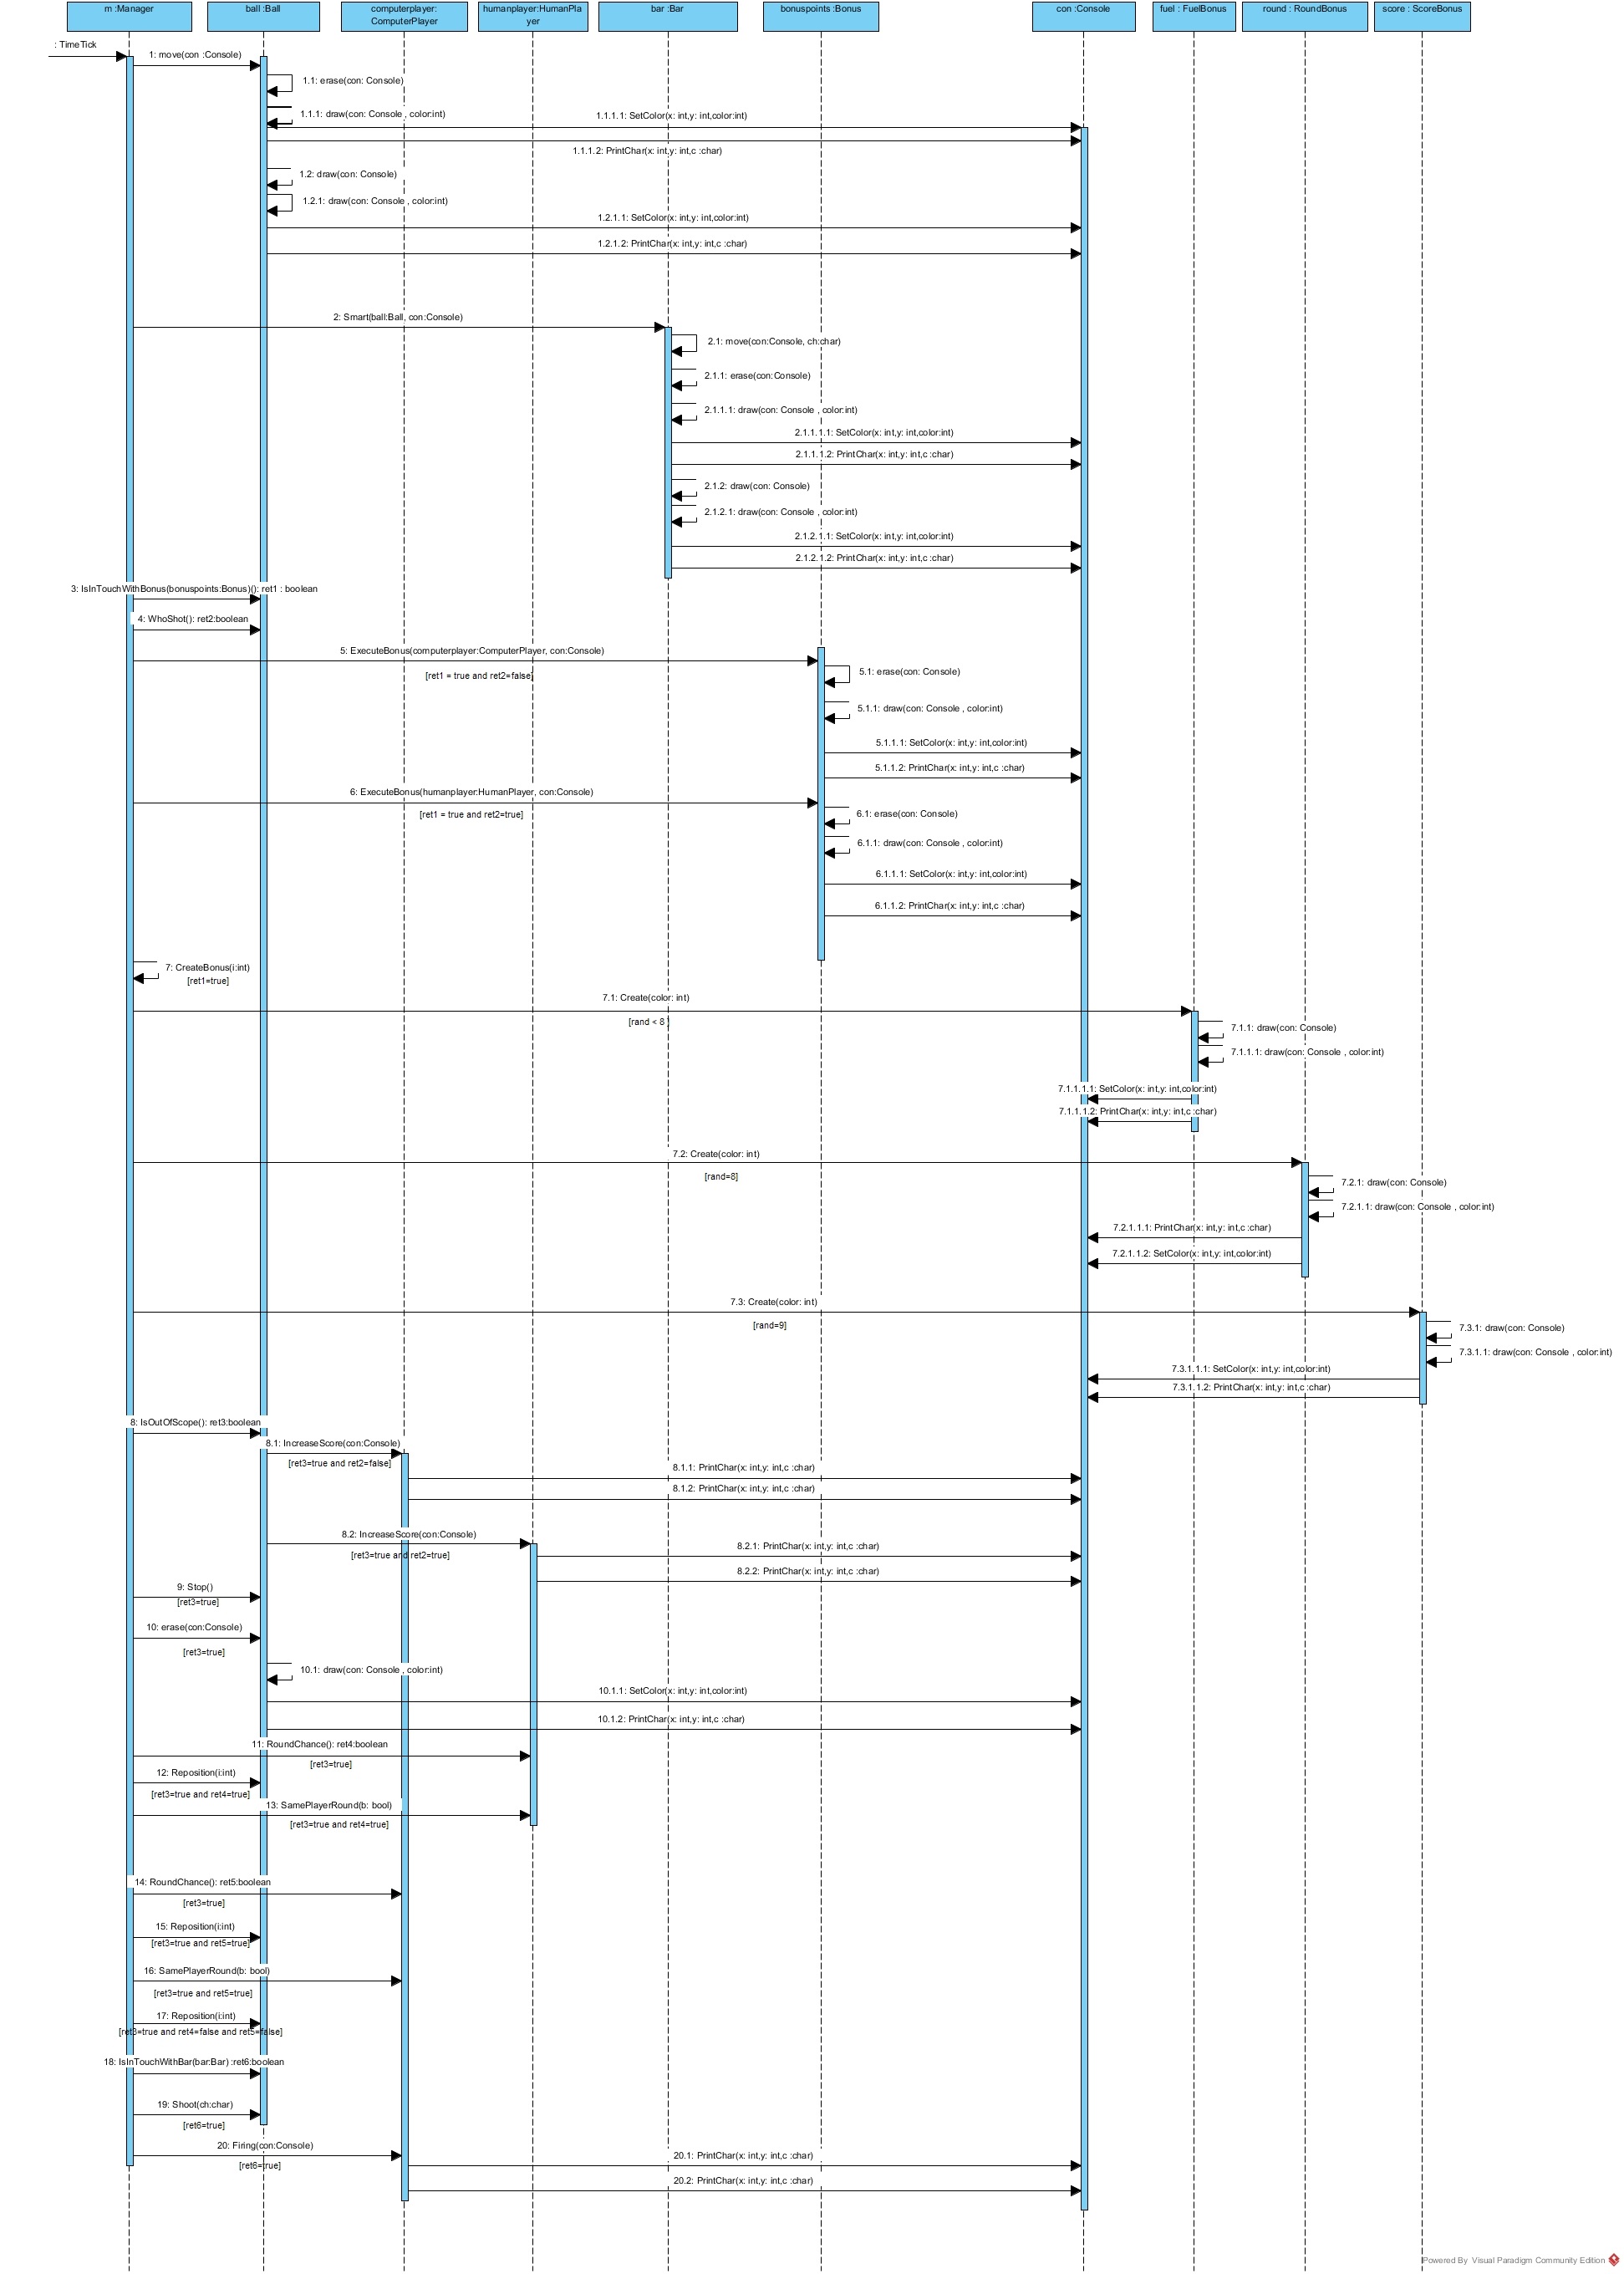 m :Manager
ball :Ball
computerplayer:
ComputerPlayer
humanplayer:HumanPla
yer
bar :Bar
bonuspoints :Bonus
con :Console
fuel : FuelBonus
round : RoundBonus
score : ScoreBonus
: TimeTick
1: move(con :Console)
1.1: erase(con: Console)
1.1.1: draw(con: Console , color:int)
1.1.1.1: SetColor(x: int,y: int,color:int)
1.1.1.2: PrintChar(x: int,y: int,c :char)
1.2: draw(con: Console)
1.2.1: draw(con: Console , color:int)
1.2.1.1: SetColor(x: int,y: int,color:int)
1.2.1.2: PrintChar(x: int,y: int,c :char)
2: Smart(ball:Ball, con:Console)
2.1: move(con:Console, ch:char)
2.1.1: erase(con:Console)
2.1.1.1: draw(con: Console , color:int)
2.1.1.1.1: SetColor(x: int,y: int,color:int)
2.1.1.1.2: PrintChar(x: int,y: int,c :char)
2.1.2: draw(con: Console)
2.1.2.1: draw(con: Console , color:int)
2.1.2.1.1: SetColor(x: int,y: int,color:int)
2.1.2.1.2: PrintChar(x: int,y: int,c :char)
3: IsInTouchWithBonus(bonuspoints:Bonus)(): ret1 : boolean
4: WhoShot(): ret2:boolean
5: ExecuteBonus(computerplayer:ComputerPlayer, con:Console)
[ret1 = true and ret2=false]
5.1: erase(con: Console)
5.1.1: draw(con: Console , color:int)
5.1.1.1: SetColor(x: int,y: int,color:int)
5.1.1.2: PrintChar(x: int,y: int,c :char)
6: ExecuteBonus(humanplayer:HumanPlayer, con:Console)
[ret1 = true and ret2=true]
6.1: erase(con: Console)
6.1.1: draw(con: Console , color:int)
6.1.1.1: SetColor(x: int,y: int,color:int)
6.1.1.2: PrintChar(x: int,y: int,c :char)
7: CreateBonus(i:int)
[ret1=true]
7.1: Create(color: int)
[rand < 8 ]
7.1.1: draw(con: Console)
7.1.1.1: draw(con: Console , color:int)
7.1.1.1.1: SetColor(x: int,y: int,color:int)
7.1.1.1.2: PrintChar(x: int,y: int,c :char)
7.2: Create(color: int)
[rand=8]
7.2.1: draw(con: Console)
7.2.1.1: draw(con: Console , color:int)
7.2.1.1.1: PrintChar(x: int,y: int,c :char)
7.2.1.1.2: SetColor(x: int,y: int,color:int)
7.3: Create(color: int)
[rand=9]
7.3.1: draw(con: Console)
7.3.1.1: draw(con: Console , color:int)
7.3.1.1.1: SetColor(x: int,y: int,color:int)
7.3.1.1.2: PrintChar(x: int,y: int,c :char)
8: IsOutOfScope(): ret3:boolean
8.1: IncreaseScore(con:Console)
[ret3=true and ret2=false]
8.1.1: PrintChar(x: int,y: int,c :char)
8.1.2: PrintChar(x: int,y: int,c :char)
8.2: IncreaseScore(con:Console)
[ret3=true and ret2=true]
8.2.1: PrintChar(x: int,y: int,c :char)
8.2.2: PrintChar(x: int,y: int,c :char)
9: Stop()
[ret3=true]
10: erase(con:Console)
[ret3=true]
10.1: draw(con: Console , color:int)
10.1.1: SetColor(x: int,y: int,color:int)
10.1.2: PrintChar(x: int,y: int,c :char)
11: RoundChance(): ret4:boolean
[ret3=true]
12: Reposition(i:int)
[ret3=true and ret4=true]
13: SamePlayerRound(b: bool)
[ret3=true and ret4=true]
14: RoundChance(): ret5:boolean
[ret3=true]
15: Reposition(i:int)
[ret3=true and ret5=true]
16: SamePlayerRound(b: bool)
[ret3=true and ret5=true]
17: Reposition(i:int)
[ret3=true and ret4=false and ret5=false]
18: IsInTouchWithBar(bar:Bar) :ret6:boolean
19: Shoot(ch:char)
[ret6=true]
20: Firing(con:Console)
[ret6=true]
20.1: PrintChar(x: int,y: int,c :char)
20.2: PrintChar(x: int,y: int,c :char)
Powered By Visual Paradigm Community Edition